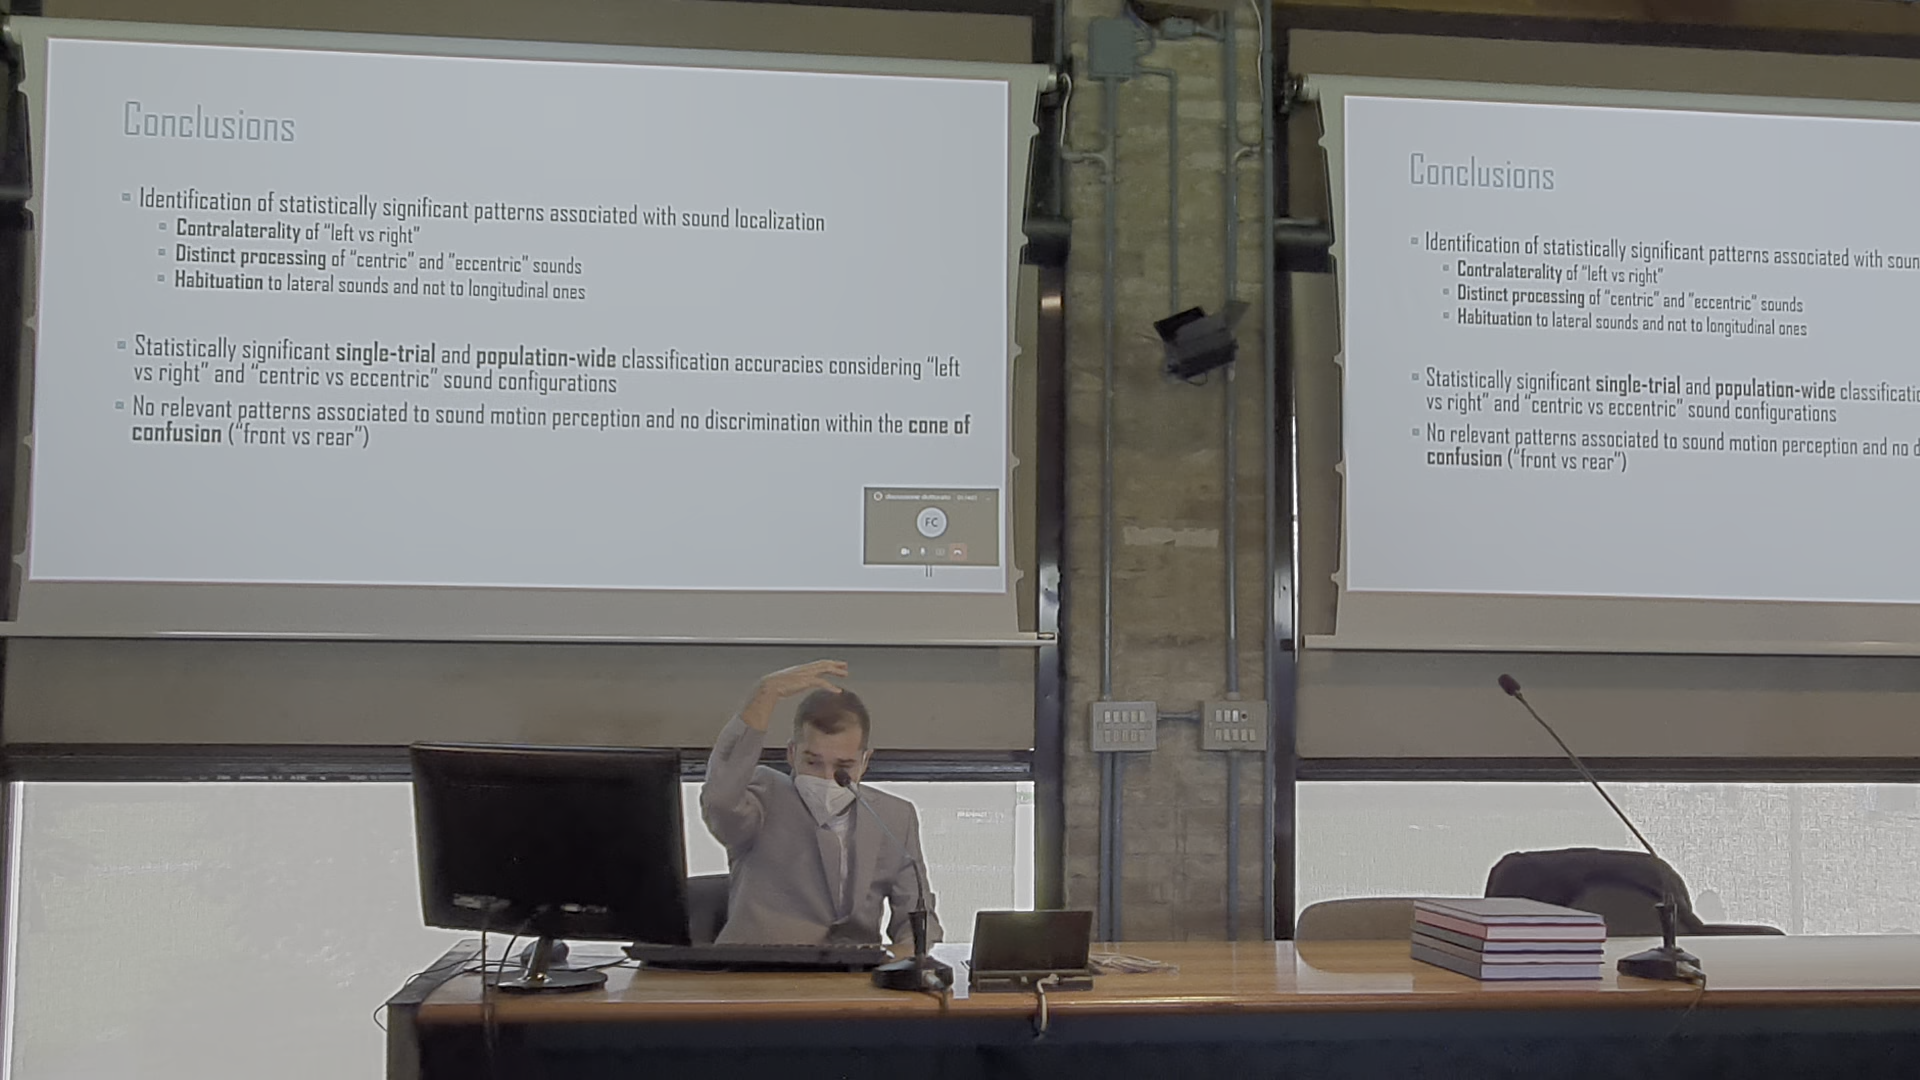 Conclusions
Identification of statistically significant patterns associated with sound localization
Contralaterality of "left vs right"
Distinct processing of "centric" and "eccentric" sounds
Habituation to lateral sounds and not to longitudinal ones
Statistically significant single-trial and population-wide classification accuracies considering "left
vs right" and "centric vs eccentric" sound configurations
No relevant patterns associated to sound motion perception and no discrimination within the cone of
confusion ("front vs rear")
discussione dottorato
FC
Conclusions
Identification of statistically significant patterns associated with soun
Contralaterality of "left vs right"
Distinct processing of "centric" and "eccentric" sounds
Habituation to lateral sounds and not to longitudinal ones
Statistically significant single-trial and population-wide classificatio
vs right" and "centric vs eccentric" sound configurations
No relevant patterns associated to sound motion perception and no d
confusion ("front vs rear")